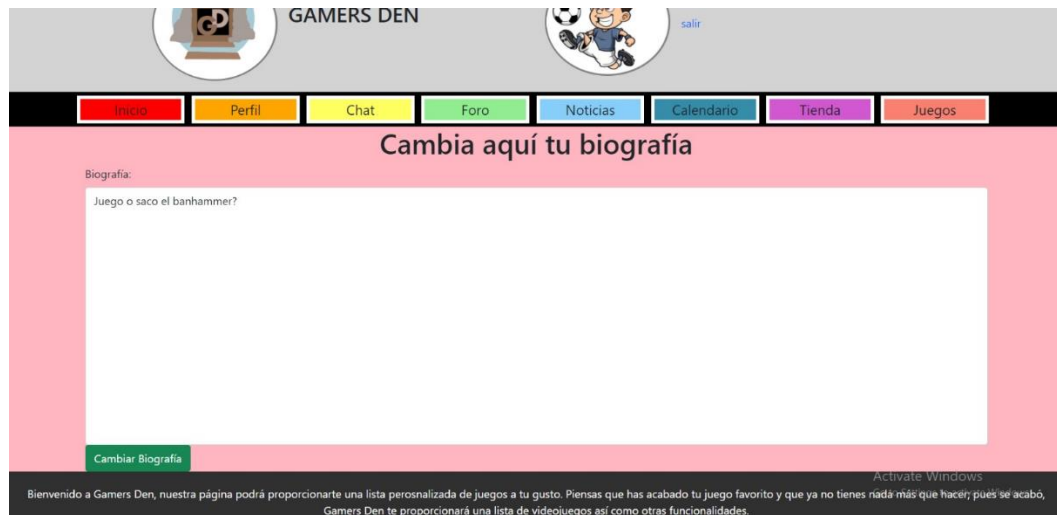 GD
GAMERS DEN
salir
Inicio
Perfil
Chat
Foro
Noticias
Calendario
Tienda
Juegos
Cambia aquí tu biografía
Biografía:
Juego o saco el banhammer?
Cambiar Biografía
Activate Windows
Bienvenido a Gamers Den, nuestra página podrá proporcionarte una lista perosnalizada de juegos a tu gusto. Piensas que has acabado tu juego favorito y que ya no tienes nada más que hacer, pues se acabó,
Gamers Den te proporcionará una lista de videojuegos así como otras funcionalidades.